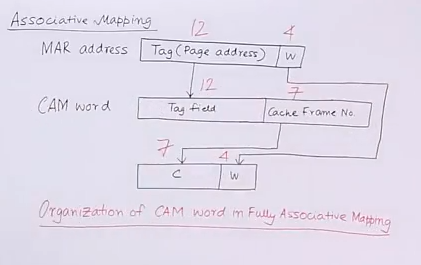 Associative Mapping
12 4
MAR address Tag (Page address) W
12 7
CAM word Tag field Cache Frame No.
7 4
C W
Organization of CAM word in Fully Associative Mapping